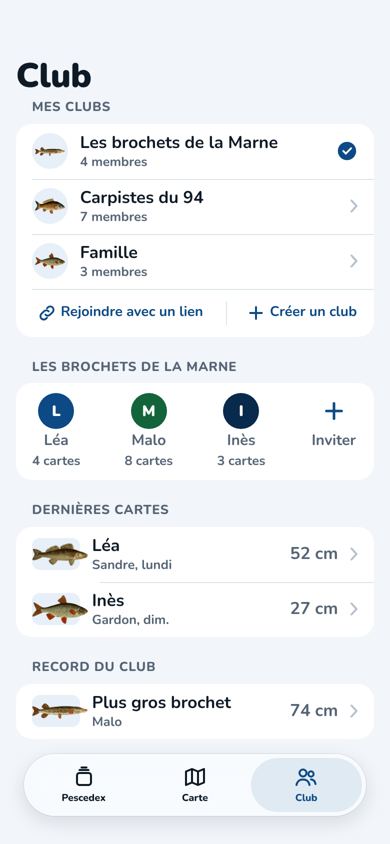 Club
MES CLUBS
Les brochets de la Marne
4 membres
Carpistes du 94
7 membres
Famille
3 membres
Rejoindre avec un lien
Créer un club
LES BROCHETS DE LA MARNE
L M I
Léa Malo Inès Inviter
4 cartes 8 cartes 3 cartes
DERNIÈRES CARTES
Léa
Sandre, lundi
52 cm
Inès
Gardon, dim.
27 cm
RECORD DU CLUB
Plus gros brochet
Malo
74 cm
Pescedex Carte Club